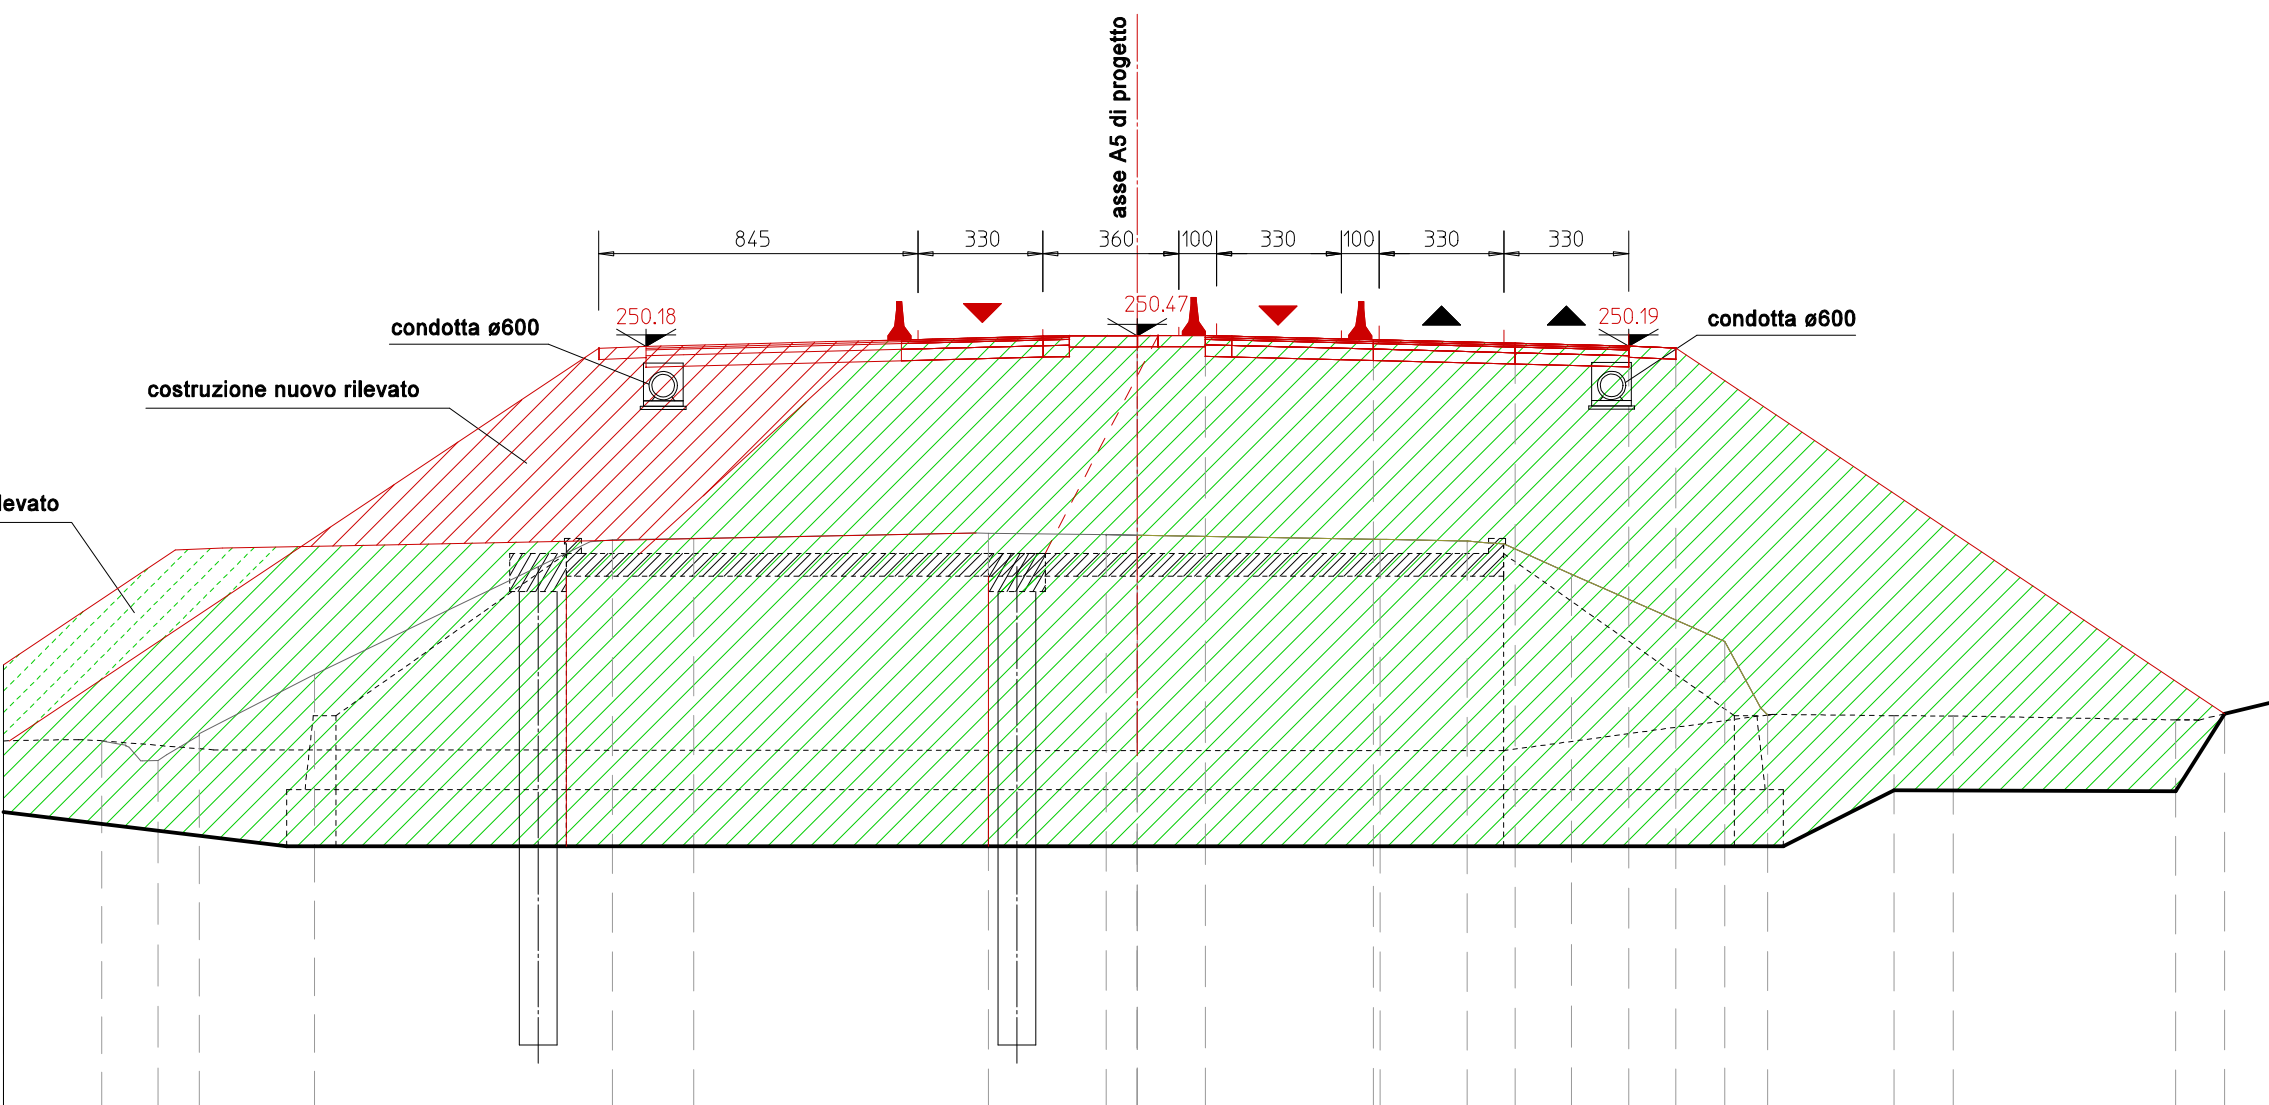 asse A5 di progetto
845 330 360 100 330 100 330 330
250.18 250.47 250.19
condotta ø600
condotta ø600
costruzione nuovo rilevato
levato